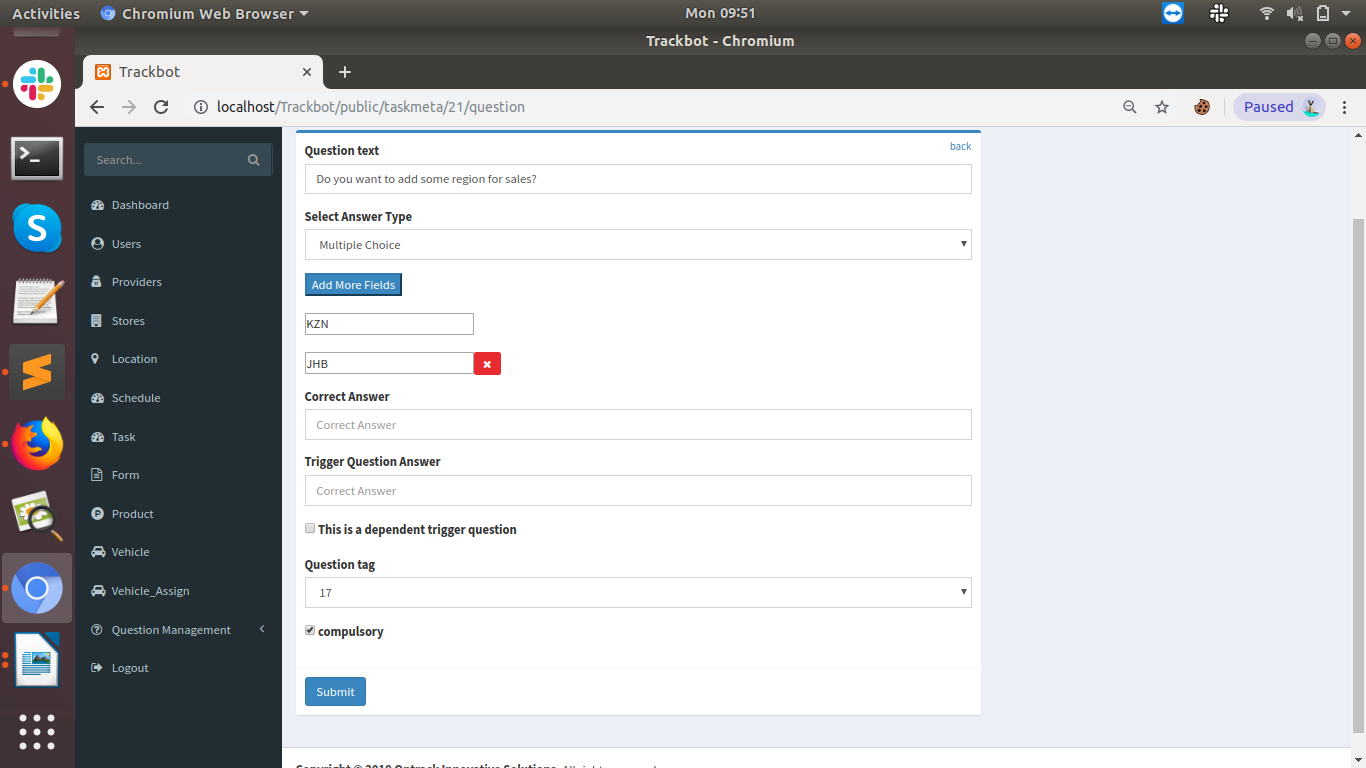 Activities
Chromium Web Browser
Mon 09:51
Trackbot - Chromium
Trackbot
localhost/Trackbot/public/taskmeta/21/question
Paused
Search...
Dashboard
Users
Providers
Stores
Location
Schedule
Task
Form
Product
Vehicle
Vehicle_Assign
Question Management
Logout
Question text
back
Do you want to add some region for sales?
Select Answer Type
Multiple Choice
Add More Fields
KZN
JHB
Correct Answer
Correct Answer
Trigger Question Answer
Correct Answer
This is a dependent trigger question
Question tag
17
compulsory
Submit